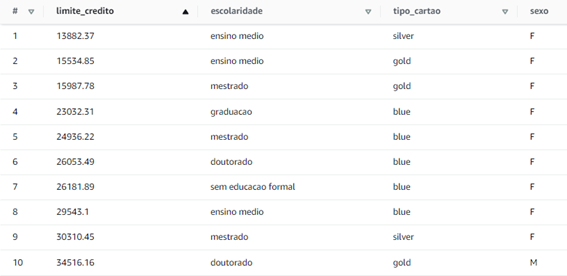 # limite_credito escolaridade tipo_cartao sexo
1 13882.37 ensino medio silver F
2 15534.85 ensino medio gold F
3 15987.78 mestrado gold F
4 23032.31 graduacao blue F
5 24936.22 mestrado blue F
6 26053.49 doutorado blue F
7 26181.89 sem educacao formal blue F
8 29543.1 ensino medio blue F
9 30310.45 mestrado silver F
10 34516.16 doutorado gold M